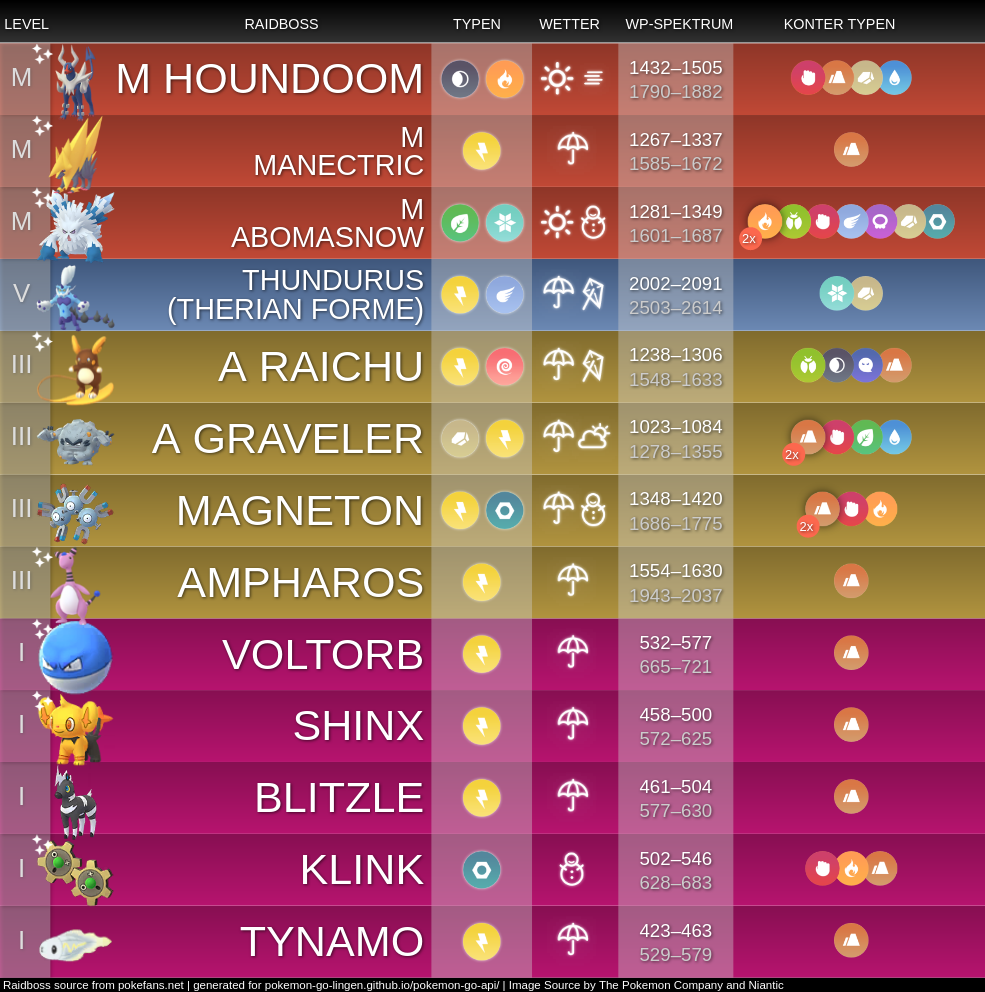 LEVEL RAIDBOSS TYPEN WETTER WP-SPEKTRUM KONTER TYPEN
M M HOUNDOOM 1432–1505
1790–1882
M M
MANECTRIC 1267–1337
1585–1672
M M
ABOMASNOW 1281–1349
1601–1687
2x
V THUNDURUS
(THERIAN FORME) 2002–2091
2503–2614
III A RAICHU 1238–1306
1548–1633
III A GRAVELER 1023–1084
1278–1355
2x
III MAGNETON 1348–1420
1686–1775
2x
III AMPHAROS 1554–1630
1943–2037
I VOLTORB 532–577
665–721
I SHINX 458–500
572–625
I BLITZLE 461–504
577–630
I KLINK 502–546
628–683
I TYNAMO 423–463
529–579
Raidboss source from pokefans.net | generated for pokemon-go-lingen.github.io/pokemon-go-api/ | Image Source by The Pokemon Company and Niantic